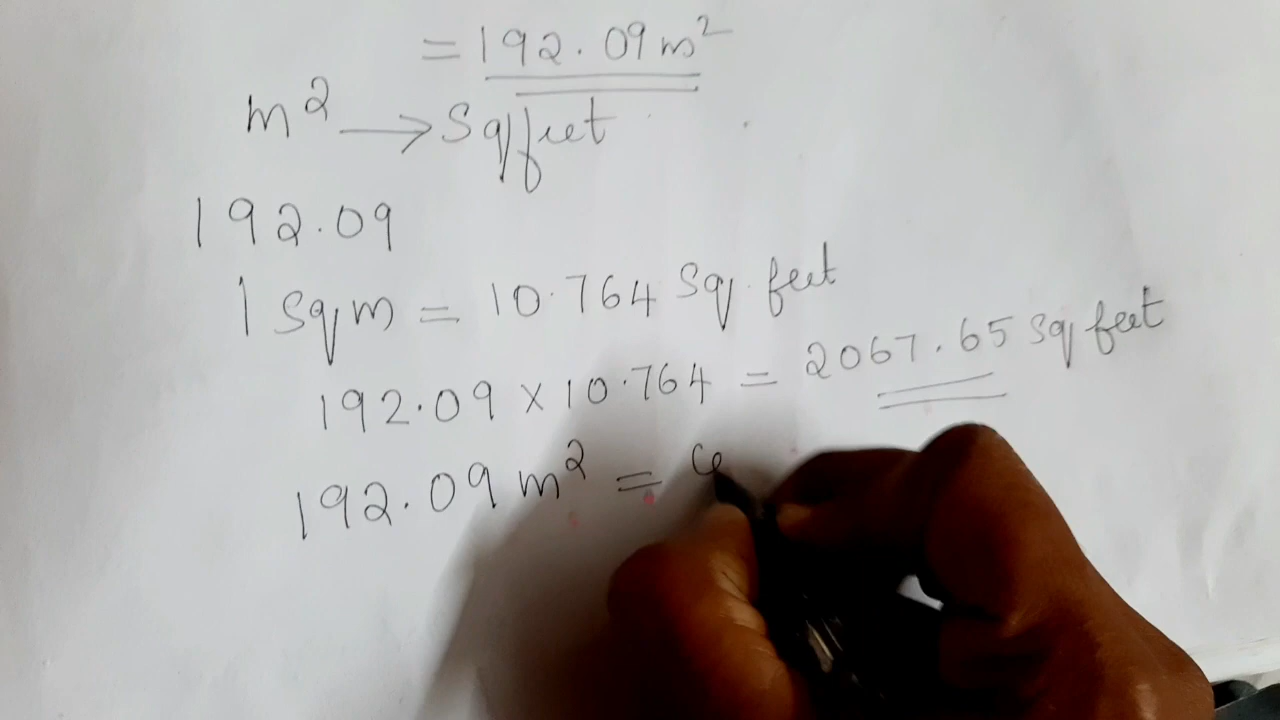 = 192.09 m²
m² → Sq feet
192.09
1 Sq m = 10.764 Sq. feet
192.09 x 10.764 = 2067.65 Sq feet
192.09 m² =